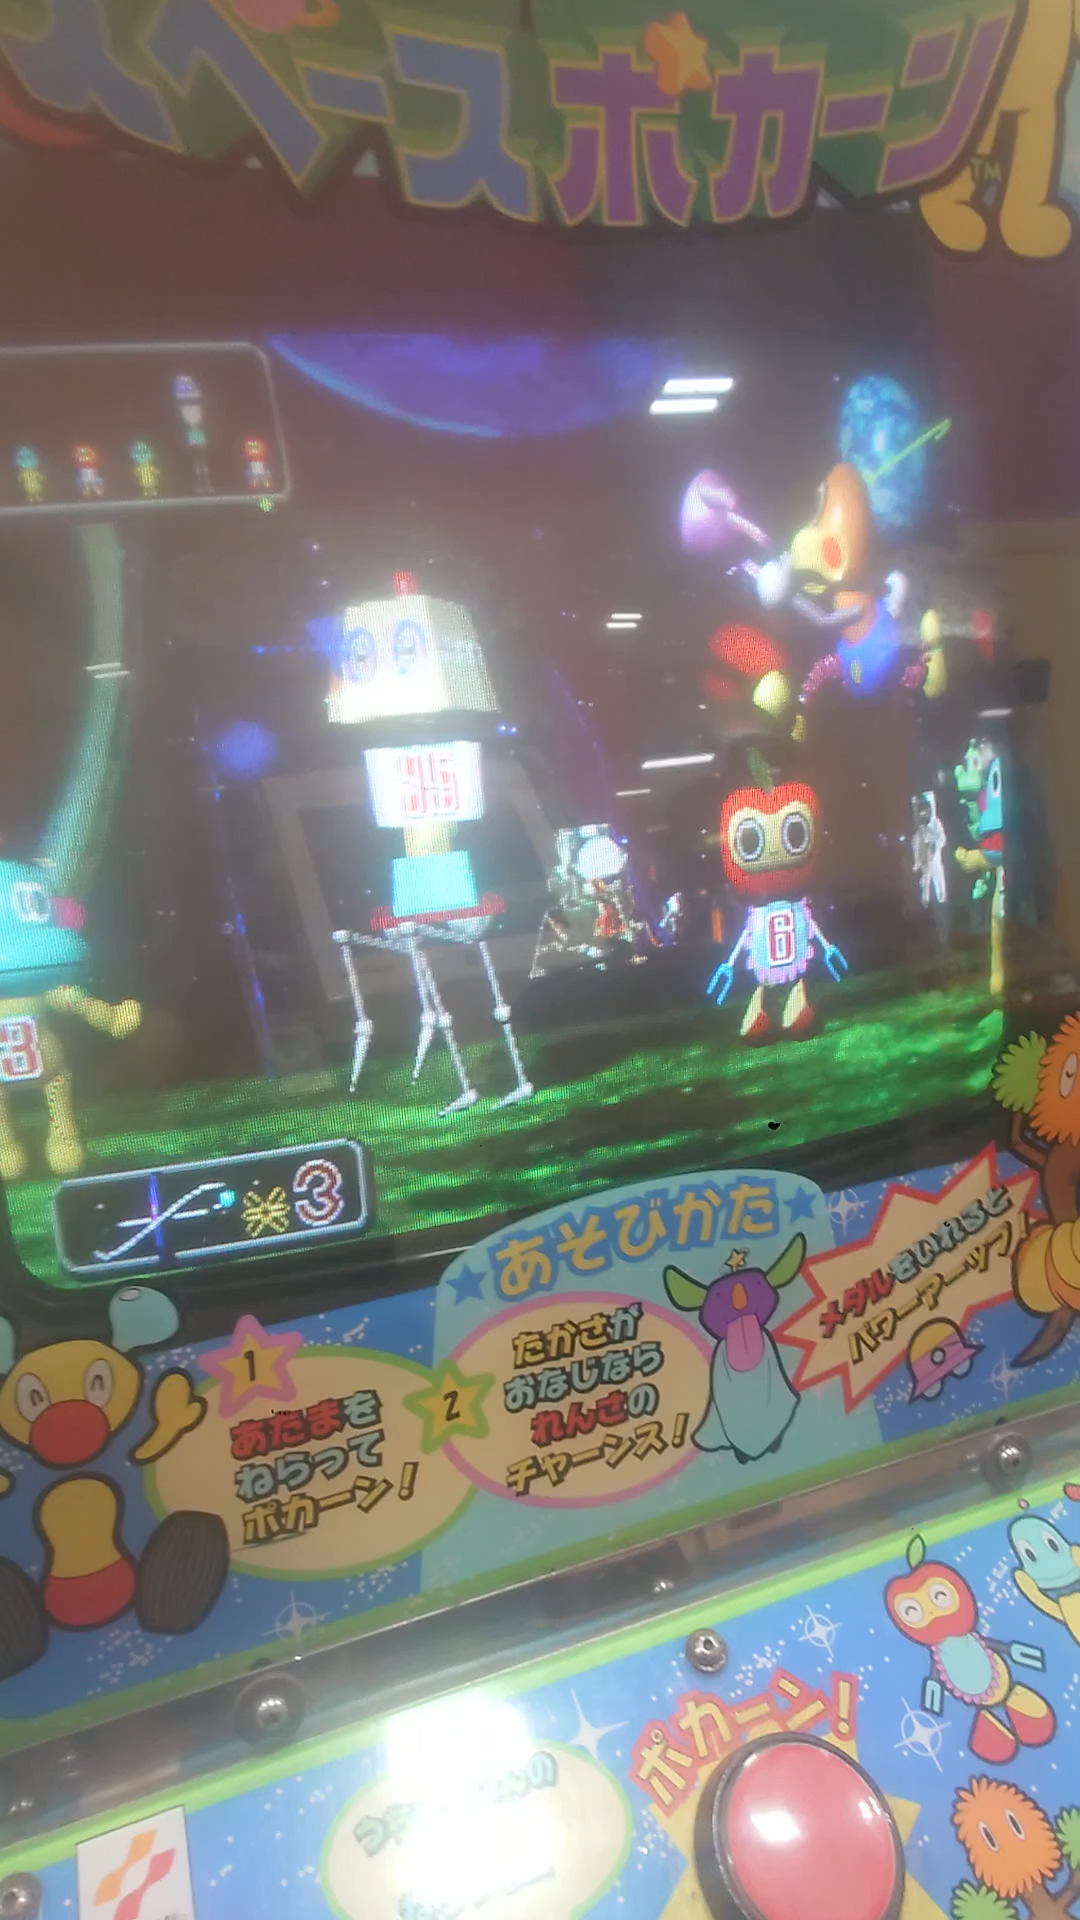 スペースポカーン
TM
35
6
3
3
あそびかた
メダルをいれると
パワーアーップ!
1
あたまを
ねらって
ポカーン!
2
たかさが
おなじなら
れんさの
チャーンス!
ポカーン!